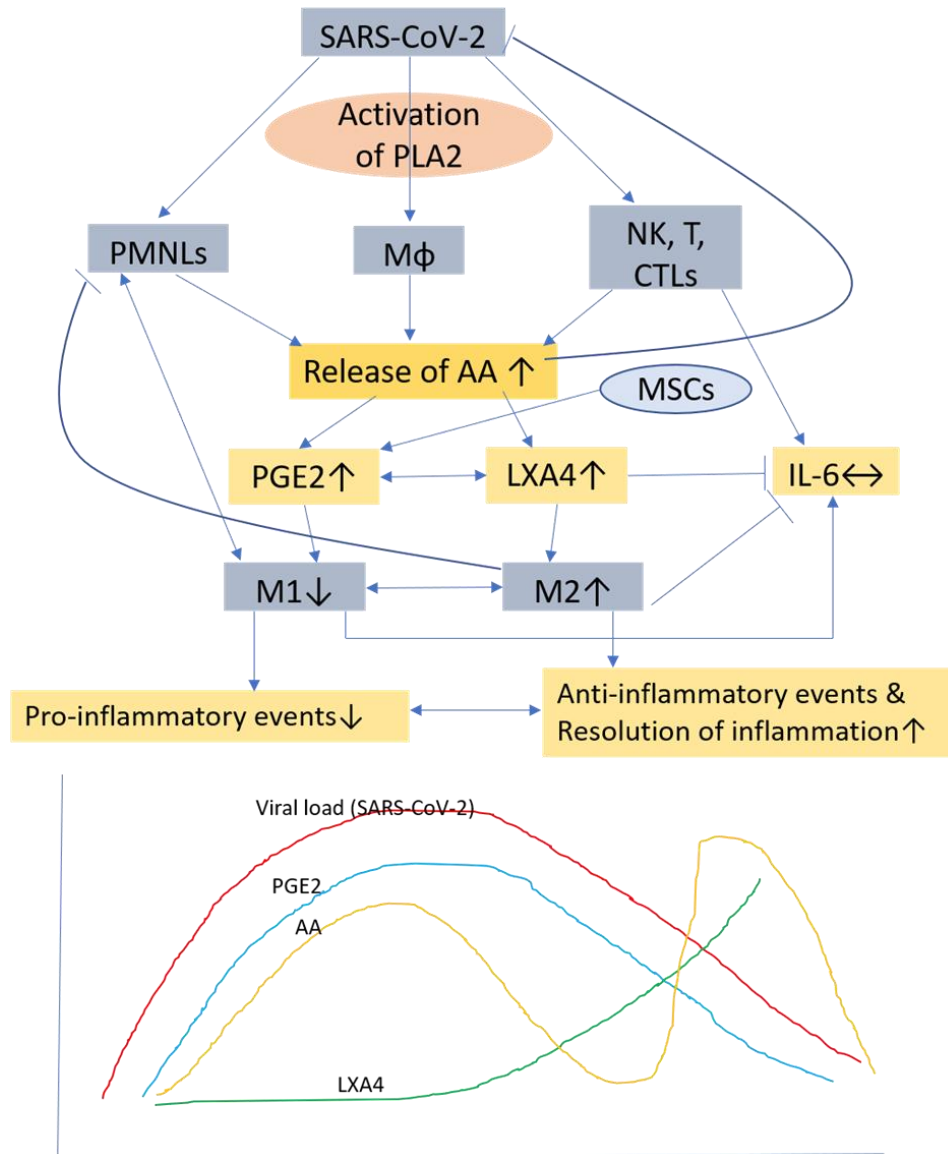 SARS-CoV-2
Activation
of PLA2
PMNLs
Mϕ
NK, T,
CTLs
Release of AA ↑
MSCs
PGE2↑
LXA4↑
IL-6↔
M1↓
M2↑
Pro-inflammatory events↓
Anti-inflammatory events &
Resolution of inflammation↑
Viral load (SARS-CoV-2)
PGE2
AA
LXA4